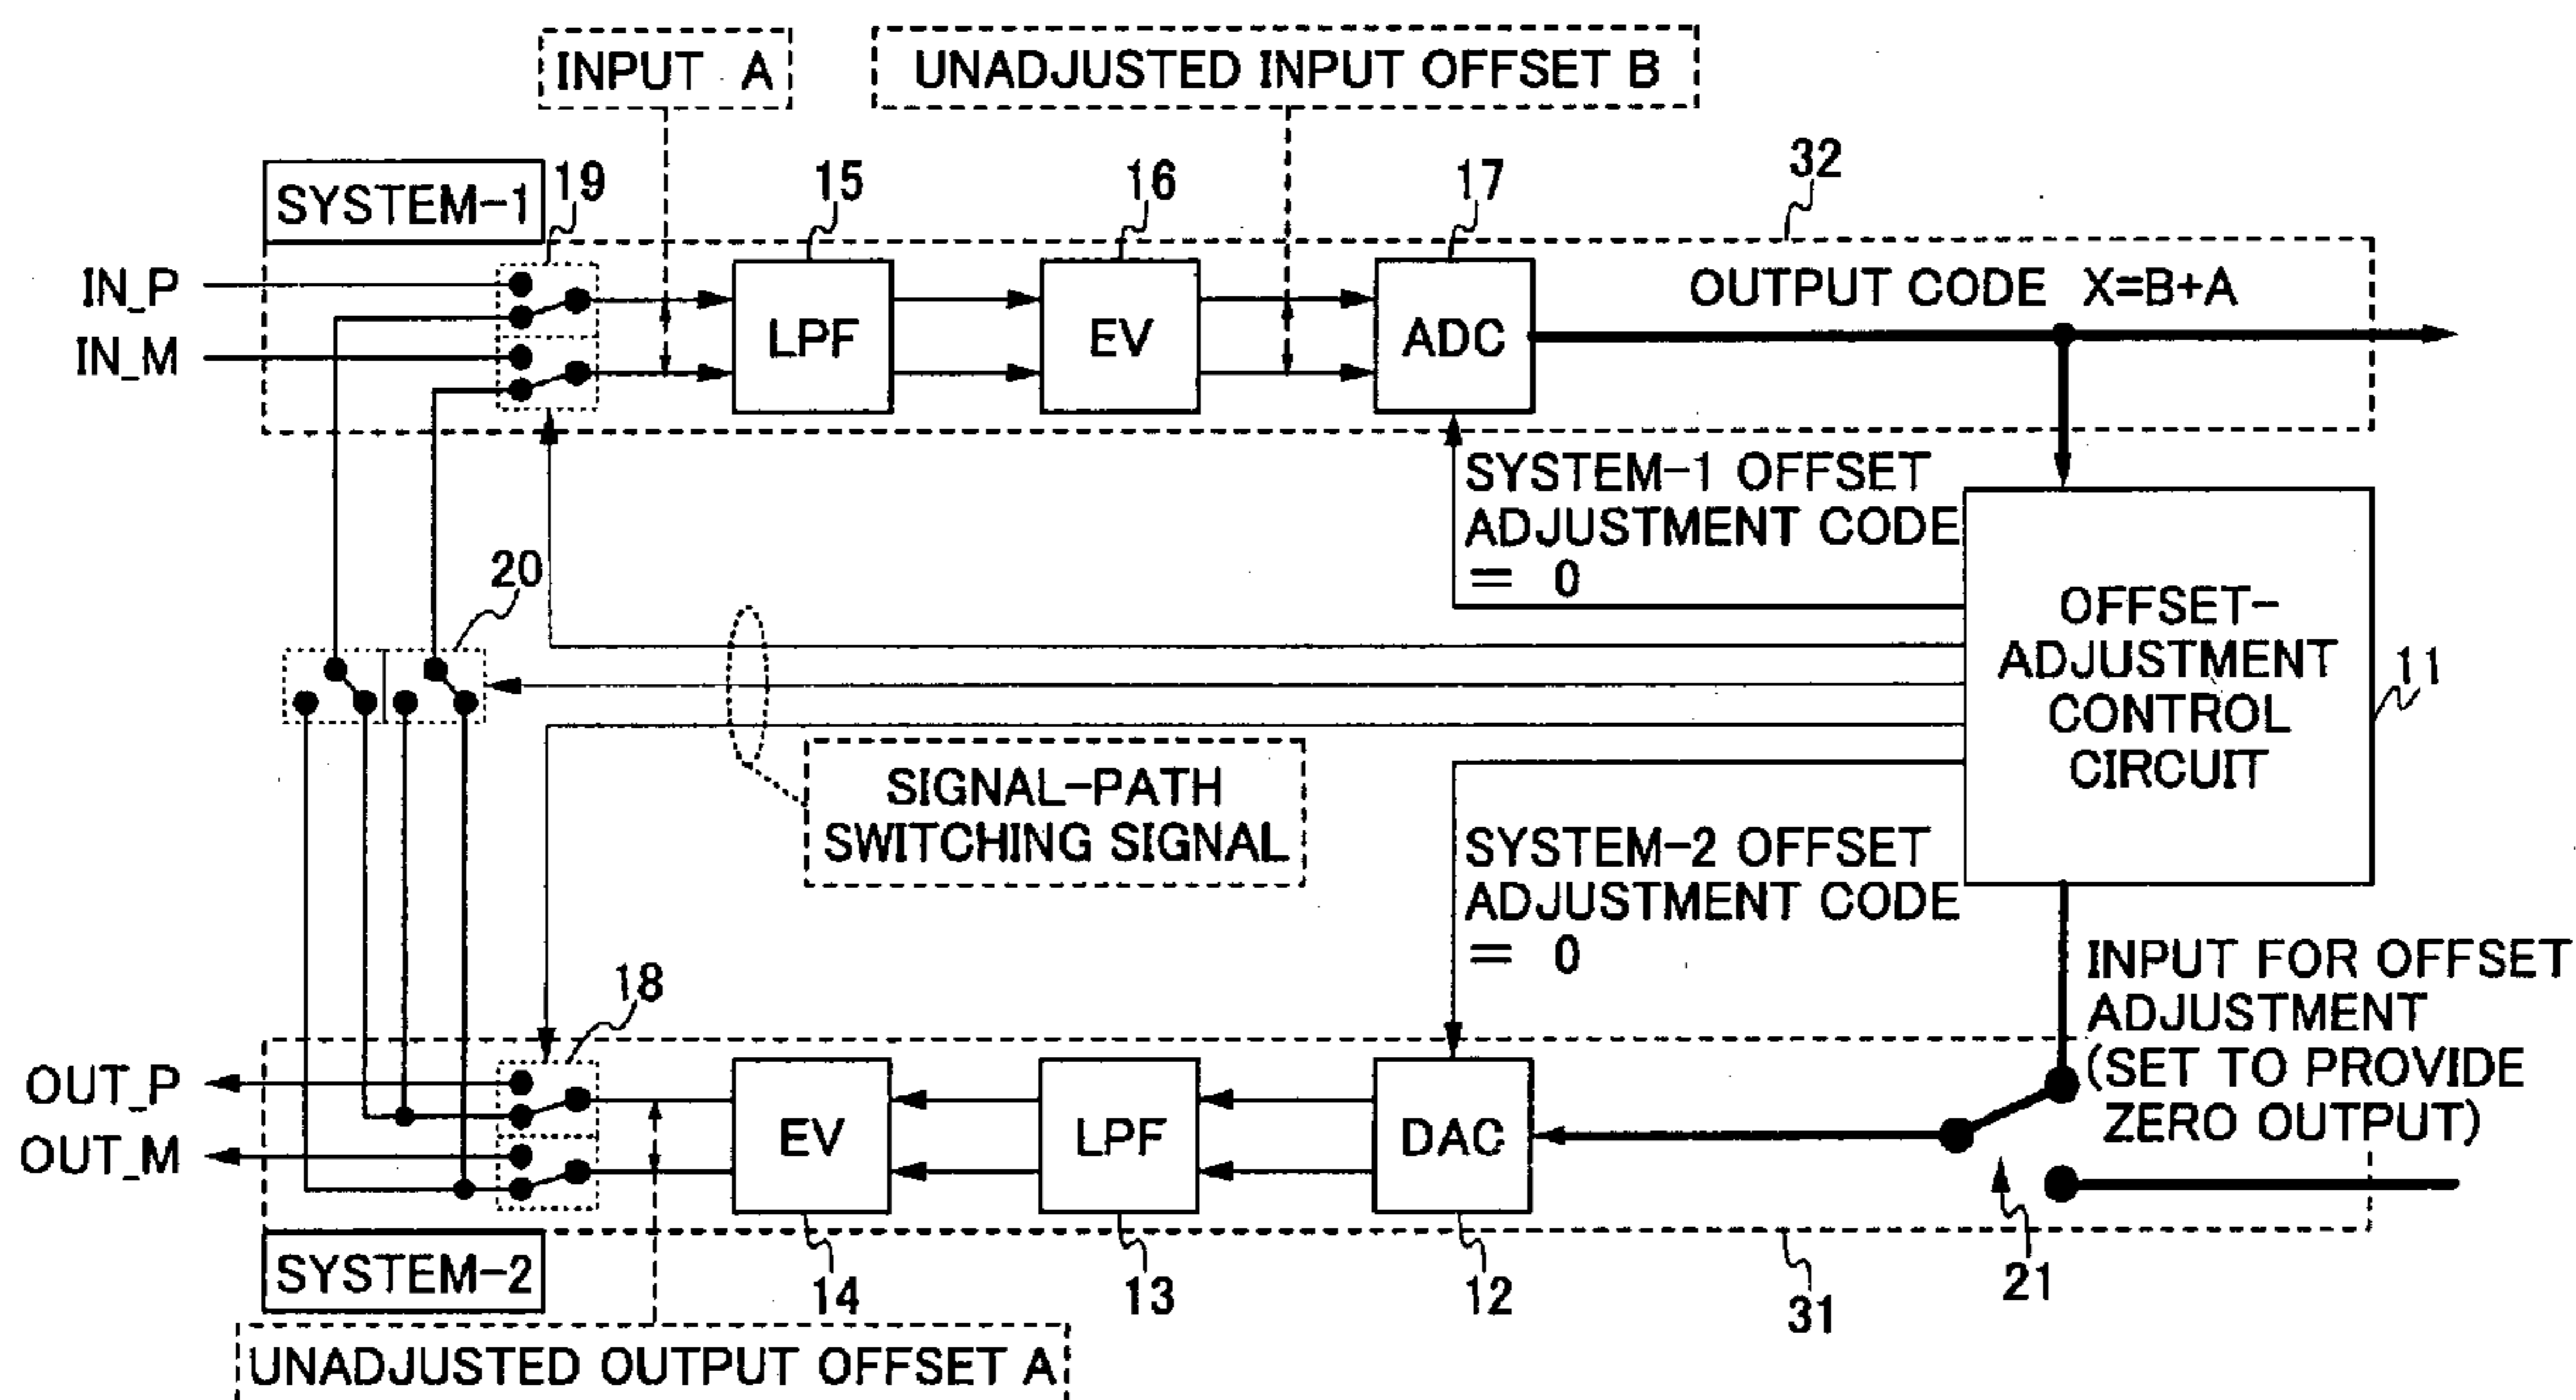 INPUT A
UNADJUSTED INPUT OFFSET B
SYSTEM-1
19
15
16
17
32
IN_P
IN_M
LPF
EV
ADC
OUTPUT CODE X=B+A
SYSTEM-1 OFFSET
ADJUSTMENT CODE
= 0
20
OFFSET-
ADJUSTMENT
CONTROL
CIRCUIT
11
SIGNAL-PATH
SWITCHING SIGNAL
SYSTEM-2 OFFSET
ADJUSTMENT CODE
= 0
18
INPUT FOR OFFSET
ADJUSTMENT
(SET TO PROVIDE
ZERO OUTPUT)
OUT_P
OUT_M
EV
LPF
DAC
SYSTEM-2
14
13
12
31
21
UNADJUSTED OUTPUT OFFSET A